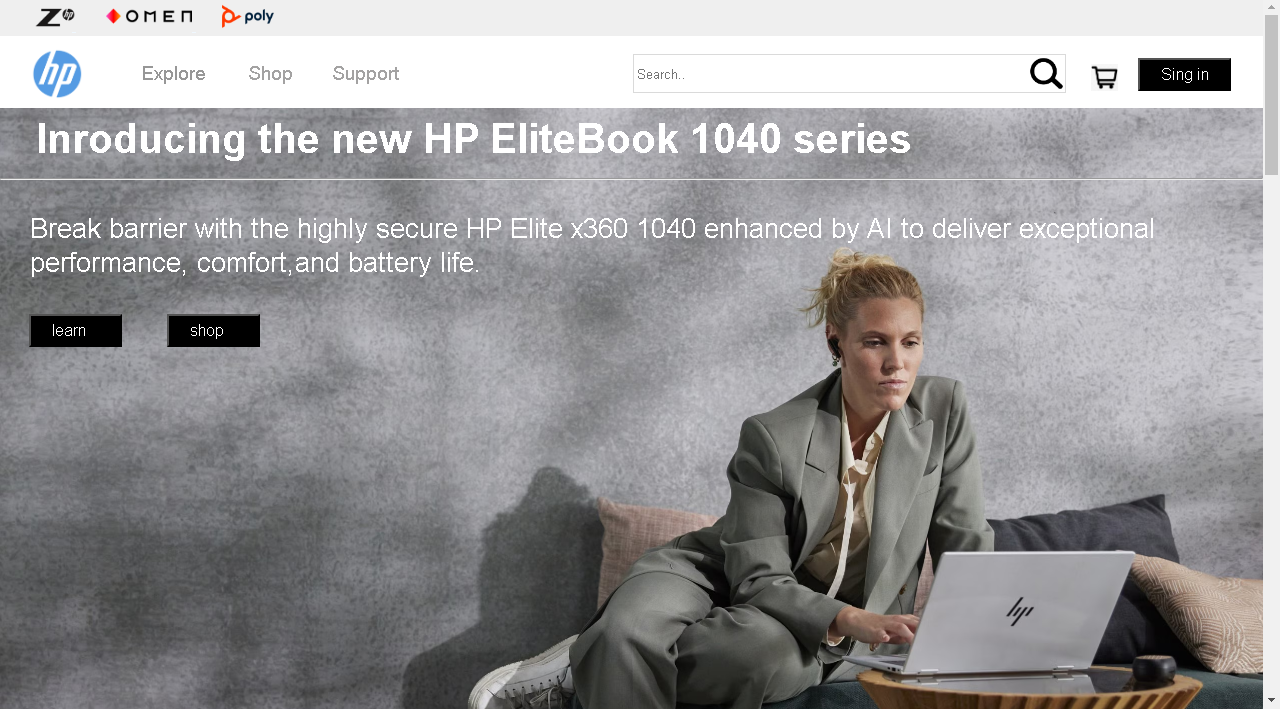 Z hp OMEN poly
hp Explore Shop Support Search.. Sing in
Inroducing the new HP EliteBook 1040 series
Break barrier with the highly secure HP Elite x360 1040 enhanced by AI to deliver exceptional
performance, comfort,and battery life.
learn shop
hp